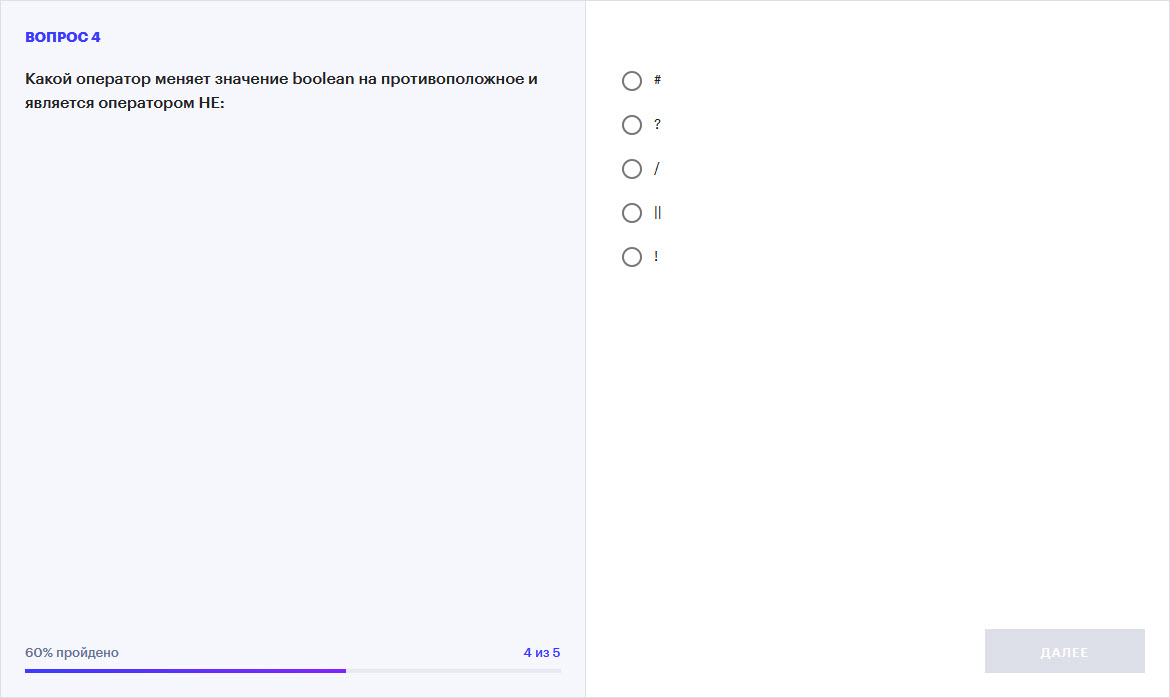 ВОПРОС 4
Какой оператор меняет значение boolean на противоположное и
является оператором НЕ:
#
?
/
||
!
60% пройдено
4 из 5
ДАЛЕЕ